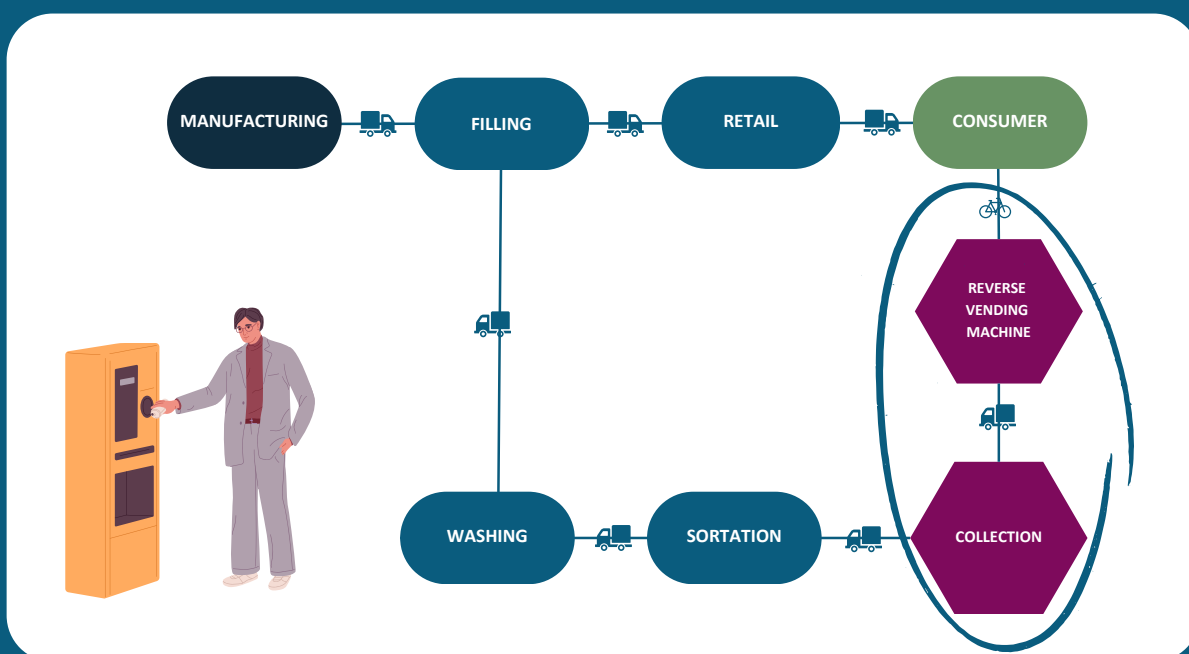 MANUFACTURING
FILLING
RETAIL
CONSUMER
REVERSE
VENDING
MACHINE
WASHING
SORTATION
COLLECTION